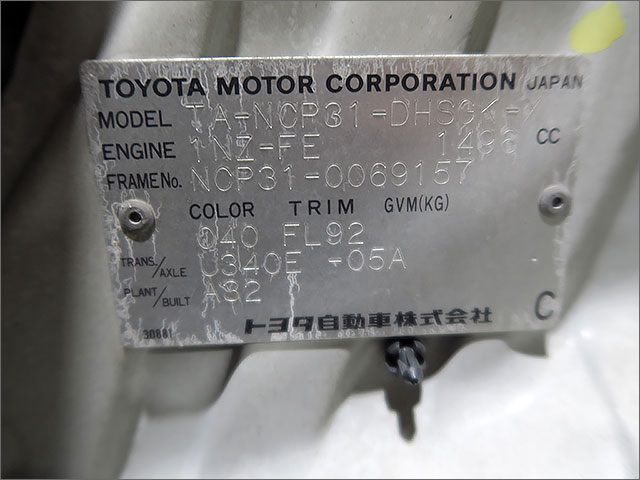 TOYOTA MOTOR CORPORATION JAPAN
MODEL TA-NCP31-DHSGK-
ENGINE 1NZ-FE 1496 CC
FRAME No. NCP31-0069157
COLOR TRIM GVM(KG)
040 FL92
TRANS./AXLE U340E -05A
PLANT/BUILT A32
30881
トヨタ自動車株式会社
C